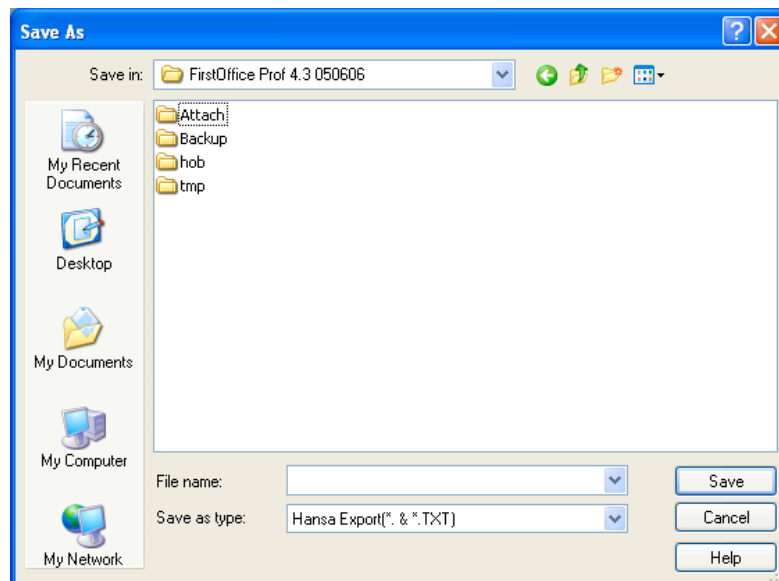 Save As
Save in:
FirstOffice Prof 4.3 050606
My Recent
Documents
Desktop
My Documents
My Computer
My Network
Attach
Backup
hob
tmp
File name:
Save
Save as type:
Hansa Export(*. & *.TXT)
Cancel
Help